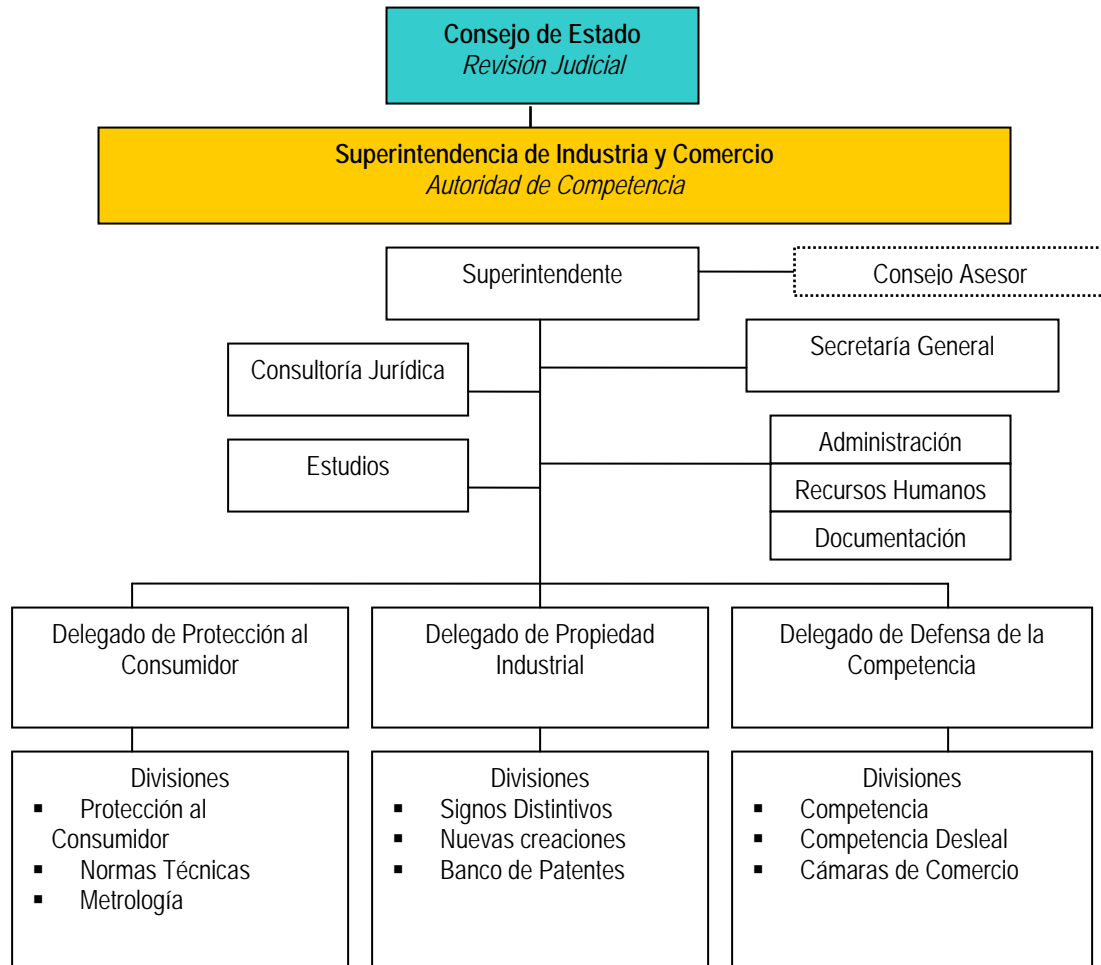 Consejo de Estado
Revisión Judicial
Superintendencia de Industria y Comercio
Autoridad de Competencia
Superintendente
Consejo Asesor
Secretaría General
Consultoría Jurídica
Administración
Estudios
Recursos Humanos
Documentación
Delegado de Protección al
Consumidor
Delegado de Propiedad
Industrial
Delegado de Defensa de la
Competencia
Divisiones
▪ Protección al
Consumidor
▪ Normas Técnicas
▪ Metrología
Divisiones
▪ Signos Distintivos
▪ Nuevas creaciones
▪ Banco de Patentes
Divisiones
▪ Competencia
▪ Competencia Desleal
▪ Cámaras de Comercio